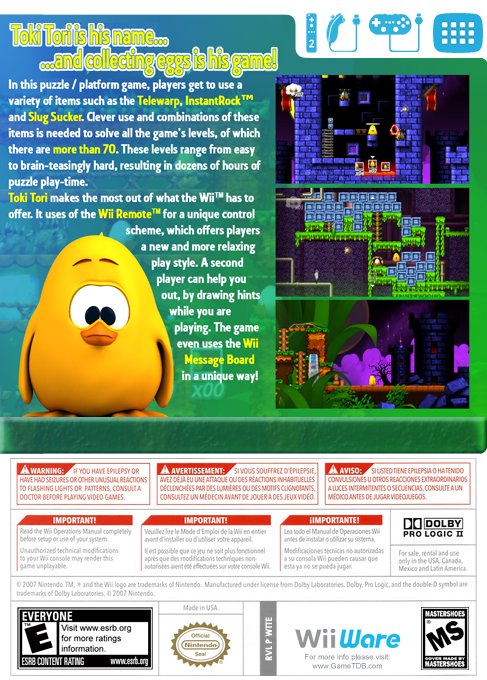 Toki Tori is his name...
...and collecting eggs is his game!
2
In this puzzle / platform game, players get to use a
variety of items such as the Telewarp, InstantRock™
and Slug Sucker. Clever use and combinations of these
items is needed to solve all the game's levels, of which
there are more than 70. These levels range from easy
to brain-teasingly hard, resulting in dozens of hours of
puzzle play-time.
Toki Tori makes the most out of what the Wii™ has to
offer. It uses of the Wii Remote™ for a unique control
scheme, which offers players
a new and more relaxing
play style. A second
player can help you
out, by drawing hints
while you are
playing. The game
even uses the Wii
Message Board
in a unique way!
x00
WARNING: IF YOU HAVE EPILEPSY OR
HAVE HAD SEIZURES OR OTHER UNUSUAL REACTIONS
TO FLASHING LIGHTS OR PATTERNS, CONSULT A
DOCTOR BEFORE PLAYING VIDEO GAMES.
AVERTISSEMENT: SI VOUS SOUFFREZ D'ÉPILEPSIE,
AVEZ DÉJÀ EU UNE ATTAQUE OU DES RÉACTIONS INHABITUELLES
DÉCLENCHÉES PAR DES LUMIÈRES OU DES MOTIFS CLIGNOTANTS,
CONSULTEZ UN MÉDECIN AVANT DE JOUER À DES JEUX VIDÉO.
AVISO: SI USTED TIENE EPILEPSIA O HA TENIDO
CONVULSIONES U OTROS REACCIONES EXTRAORDINARIOS
A LUCES INTERMITENTES O SECUENCIAS, CONSULTE A UN
MÉDICO ANTES DE JUGAR VIDEOJUEGOS.
IMPORTANT!
Read the Wii Operations Manual completely
before setup or use of your system.
Unauthorized technical modifications
to your Wii console may render this
game unplayable.
IMPORTANT!
Veuillez lire le Mode d'Emploi de la Wii en entier
avant d'installer ou d'utiliser votre appareil.
Il est possible que ce jeu ne soit plus fonctionnel
après que des modifications techniques non-
autorisées aient été effectuées sur votre console Wii.
¡IMPORTANTE!
Lea todo el Manual de Operaciones Wii
antes de instalar o utilizar su sistema.
Modificaciones técnicas no autorizadas
a su consola Wii pueden causar que
esta ya no se pueda jugar.
DOLBY
PRO LOGIC II
For sale, rental and use
only in the USA, Canada,
Mexico and Latin America.
© 2007 Nintendo. TM, ® and the Wii logo are trademarks of Nintendo. Manufactured under license from Dolby Laboratories. Dolby, Pro Logic, and the double-D symbol are
trademarks of Dolby Laboratories. © 2007 Nintendo.
EVERYONE
E
Visit www.esrb.org
for more ratings
information.
ESRB CONTENT RATING www.esrb.org
Made in USA.
Official
Nintendo
Seal
RVL P WITE
WiiWare
For more info please visit:
www.GameTDB.com
MASTERSHOES
MS
COVER MADE BY
MASTERSHOES